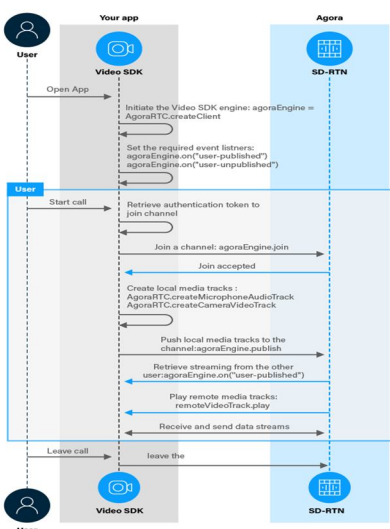 Your app
Agora
User
Video SDK
SD-RTN
Open App
Initiate the Video SDK engine: agoraEngine =
AgoraRTC.createClient
Set the required event listners:
agoraEngine.on("user-published")
agoraEngine.on("user-unpublished")
User
Start call
Retrieve authentication token to
join channel
Join a channel: agoraEngine.join
Join accepted
Create local media tracks :
AgoraRTC.createMicrophoneAudioTrack
AgoraRTC.createCameraVideoTrack
Push local media tracks to the
channel:agoraEngine.publish
Retrieve streaming from the other
user:agoraEngine.on("user-published")
Play remote media tracks:
remoteVideoTrack.play
Receive and send data streams
Leave call
leave the
Video SDK
SD-RTN
User